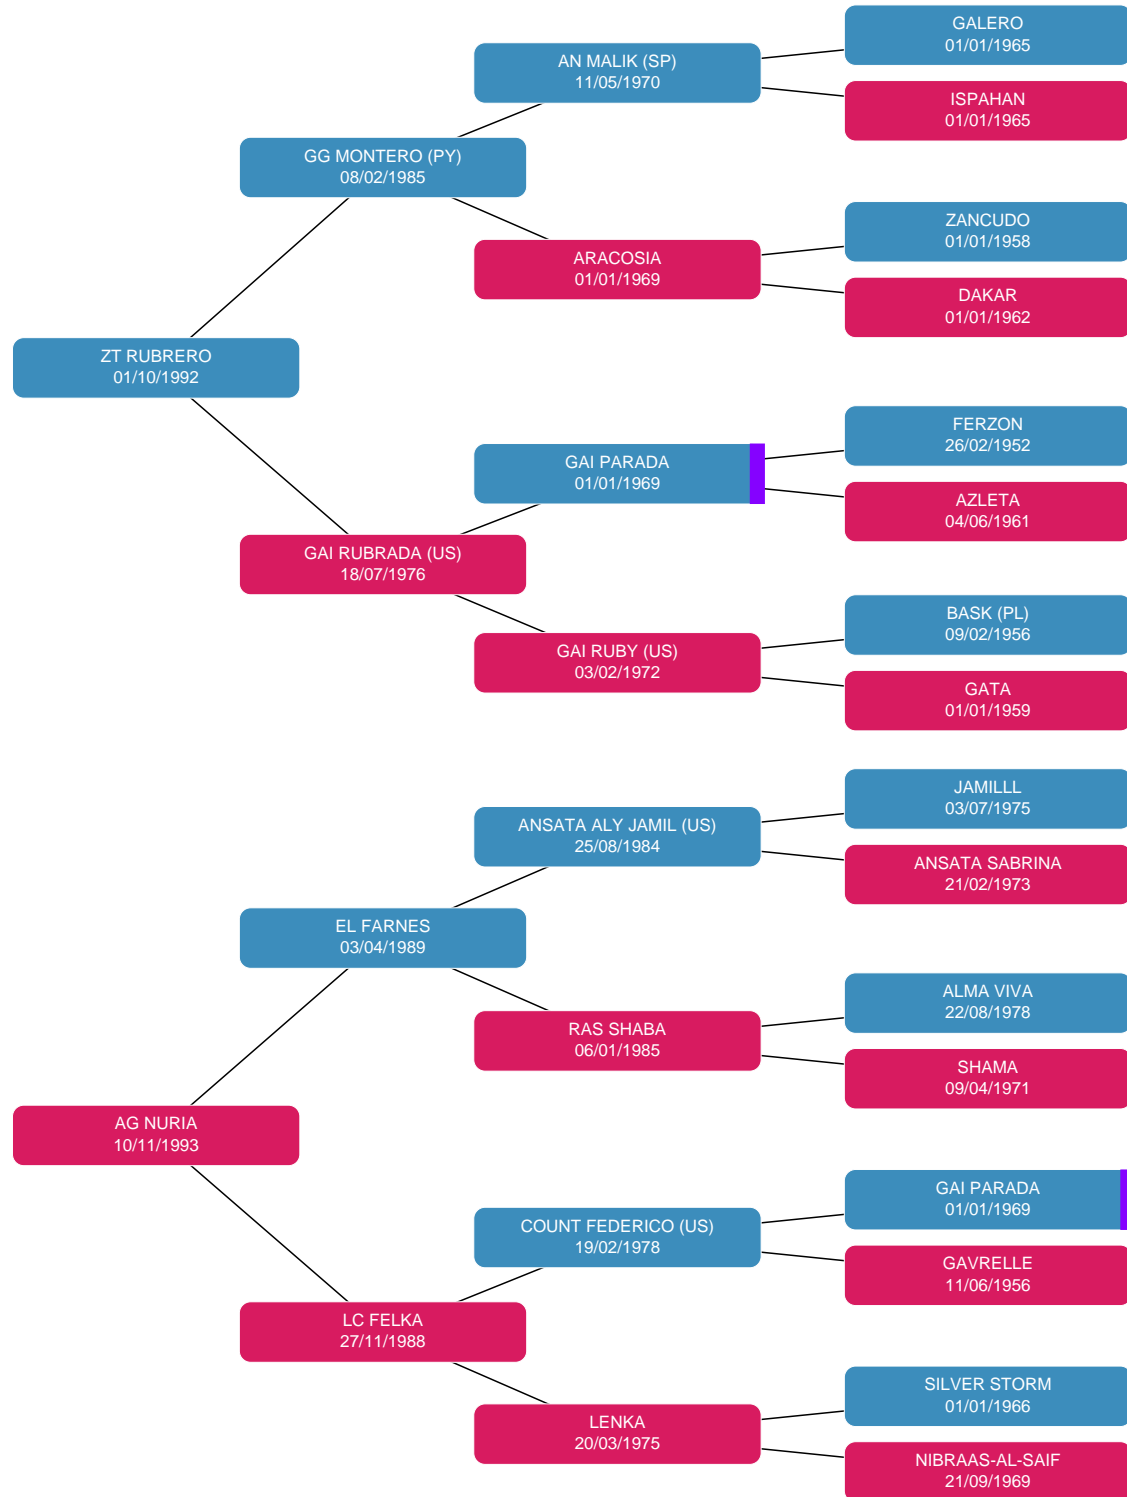 GALERO
01/01/1965
AN MALIK (SP)
11/05/1970
ISPAHAN
01/01/1965
GG MONTERO (PY)
08/02/1985
ZANCUDO
01/01/1958
ARACOSIA
01/01/1969
DAKAR
01/01/1962
ZT RUBRERO
01/10/1992
FERZON
26/02/1952
GAI PARADA
01/01/1969
AZLETA
04/06/1961
GAI RUBRADA (US)
18/07/1976
BASK (PL)
09/02/1956
GAI RUBY (US)
03/02/1972
GATA
01/01/1959
JAMILLL
03/07/1975
ANSATA ALY JAMIL (US)
25/08/1984
ANSATA SABRINA
21/02/1973
EL FARNES
03/04/1989
ALMA VIVA
22/08/1978
RAS SHABA
06/01/1985
SHAMA
09/04/1971
AG NURIA
10/11/1993
GAI PARADA
01/01/1969
COUNT FEDERICO (US)
19/02/1978
GAVRELLE
11/06/1956
LC FELKA
27/11/1988
SILVER STORM
01/01/1966
LENKA
20/03/1975
NIBRAAS-AL-SAIF
21/09/1969